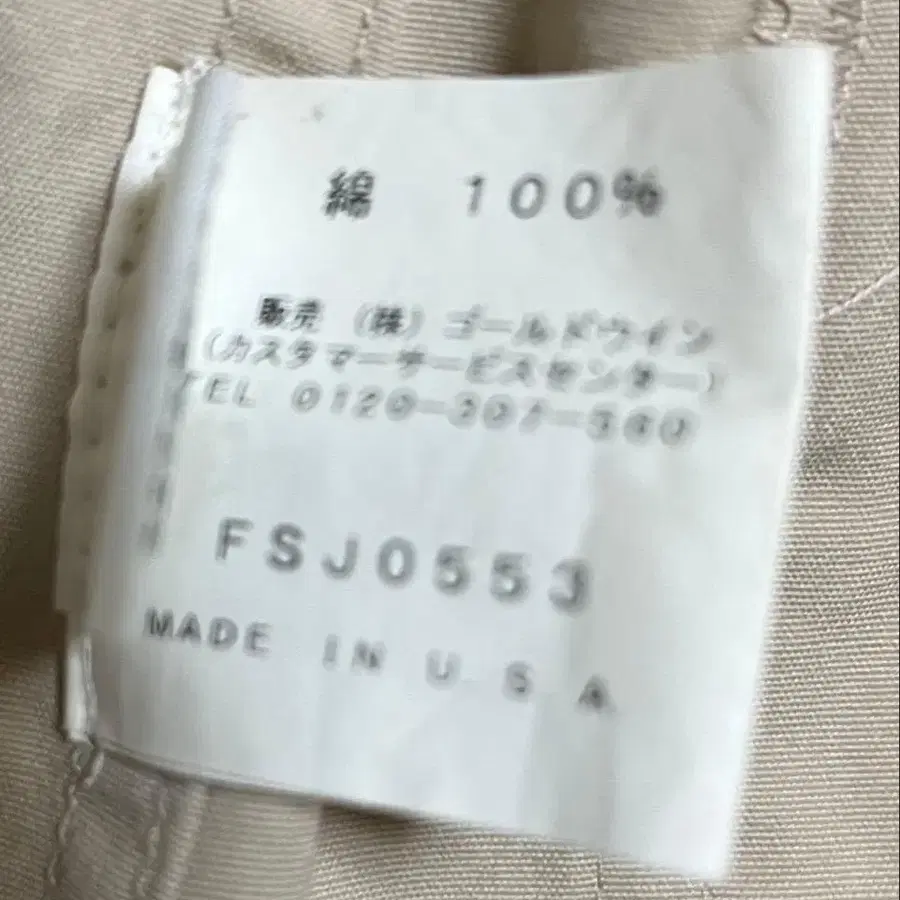 綿 100%
販売 (株) ゴールドウイン
(カスタマーサービスセンター)
TEL 0120-307-560
FSJ0553
MADE IN U S A